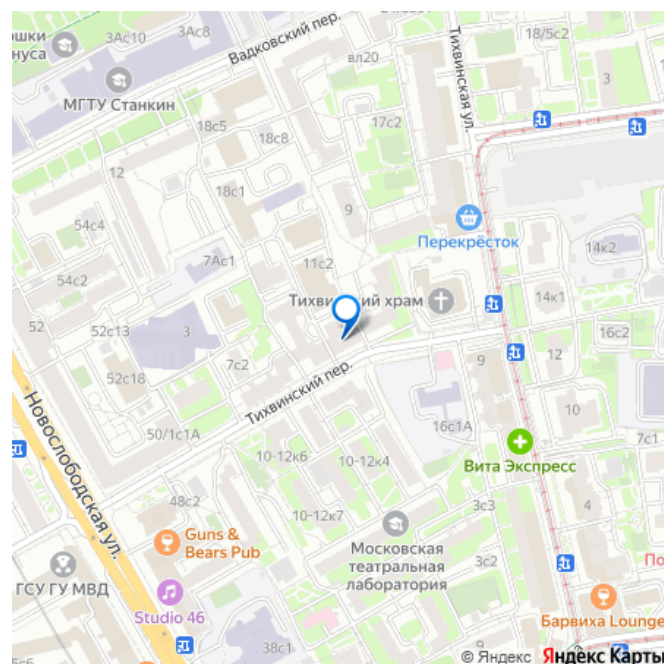 ошки
нуса
3Ас10
3Ас8
Вадковский пер.
вл20
18/5с2
3
МГТУ Станкин
Тихвинская ул.
18с5
18с8
17с2
12
18с1
9
Перекрёсток
54с4
7Ас1
11с2
14к2
54с2
Тихвинский храм
14к1
52
52с13
3
16с2
7с2
9
12
52с18
Тихвинский пер.
Новослободская ул.
50/1с1А
16с1А
10
7с1
10-12к6
10-12к4
Вита Экспресс
48с2
10-12к7
3с3
4
Guns &
Bears Pub
Московская
театральная
лаборатория
3с2
ГСУ ГУ МВД
По
Studio 46
Барвиха Lounge
38с1
© Яндекс Яндекс Карты